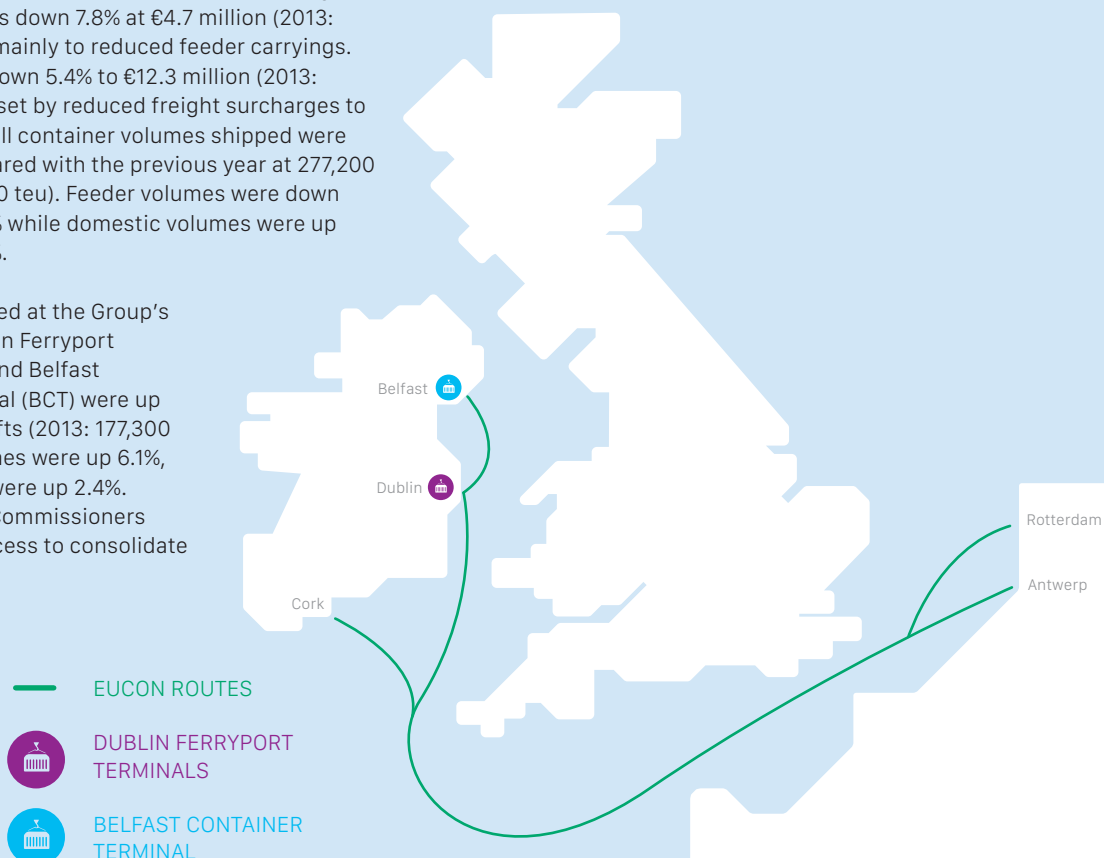 s down 7.8% at €4.7 million (2013:
mainly to reduced feeder carryings.
own 5.4% to €12.3 million (2013:
set by reduced freight surcharges to
ll container volumes shipped were
ared with the previous year at 277,200
0 teu). Feeder volumes were down
% while domestic volumes were up
%.
ed at the Group's
n Ferryport
nd Belfast
al (BCT) were up
fts (2013: 177,300
nes were up 6.1%,
were up 2.4%.
Commissioners
cess to consolidate
Belfast
Dublin
Cork
Rotterdam
Antwerp
EUCON ROUTES
DUBLIN FERRYPORT
TERMINALS
BELFAST CONTAINER
TERMINAL